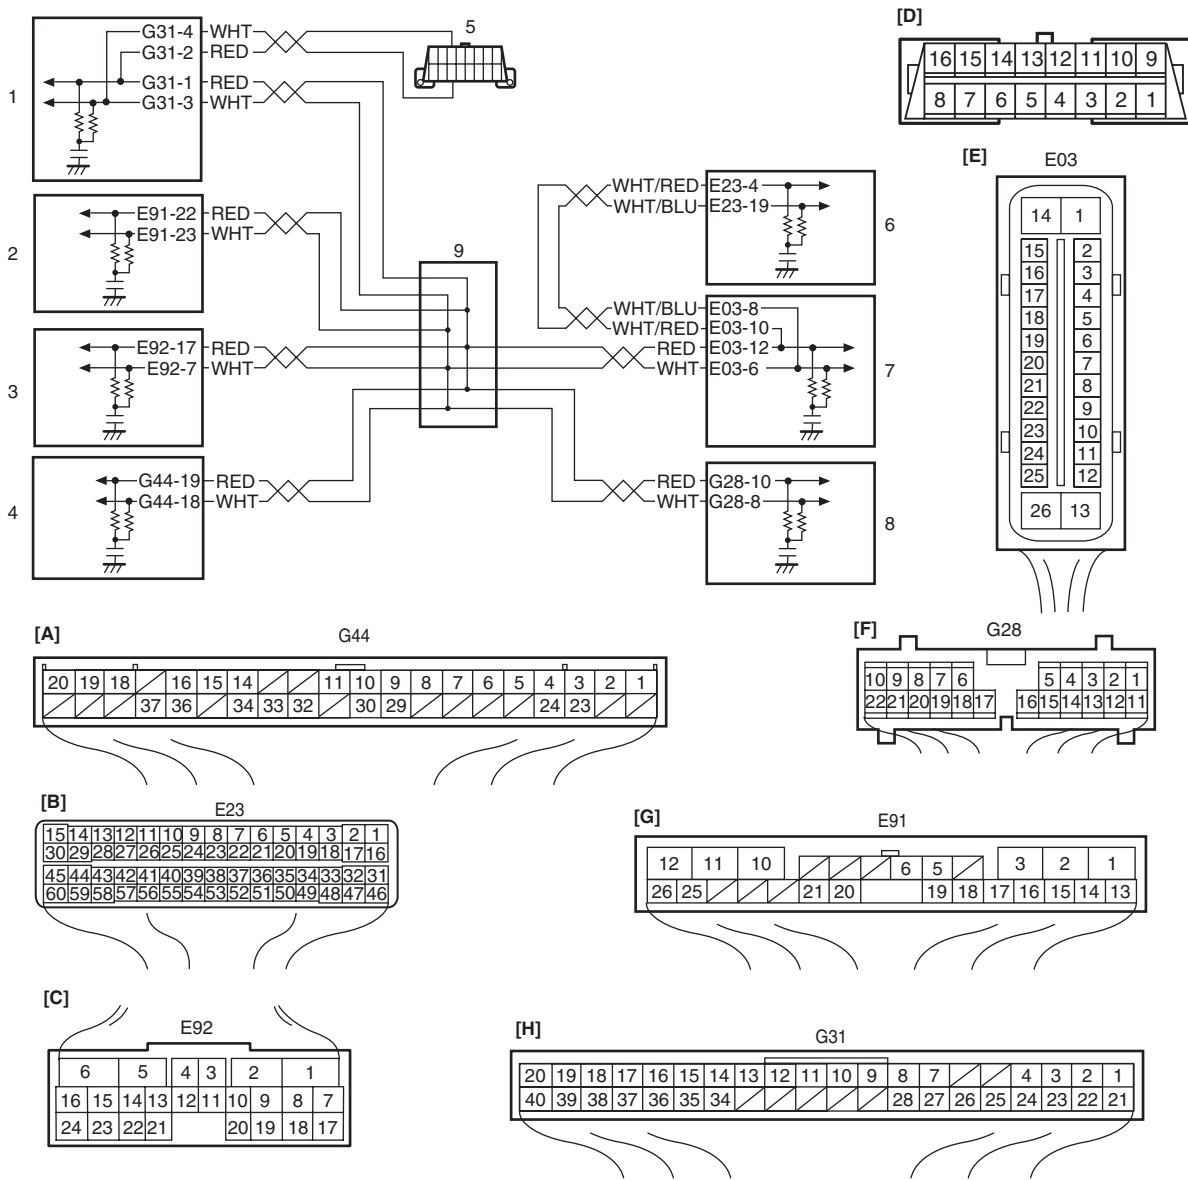 G31-4 WHT
G31-2 RED
G31-1 RED
G31-3 WHT
1
5
E91-22 RED
E91-23 WHT
2
9
E92-17 RED
E92-7 WHT
3
G44-19 RED
G44-18 WHT
4
WHT/RED E23-4
WHT/BLU E23-19
6
WHT/BLU E03-8
WHT/RED E03-10
RED E03-12
WHT E03-6
7
RED G28-10
WHT G28-8
8
[D]
16 15 14 13 12 11 10 9
8 7 6 5 4 3 2 1
[E] E03
14 1
15 2
16 3
17 4
18 5
19 6
20 7
21 8
22 9
23 10
24 11
25 12
26 13
[A] G44
20 19 18 16 15 14 11 10 9 8 7 6 5 4 3 2 1
37 36 34 33 32 30 29 24 23
[F] G28
10 9 8 7 6 5 4 3 2 1
22 21 20 19 18 17 16 15 14 13 12 11
[B] E23
15 14 13 12 11 10 9 8 7 6 5 4 3 2 1
30 29 28 27 26 25 24 23 22 21 20 19 18 17 16
45 44 43 42 41 40 39 38 37 36 35 34 33 32 31
60 59 58 57 56 55 54 53 52 51 50 49 48 47 46
[G] E91
12 11 10 6 5 3 2 1
26 25 21 20 19 18 17 16 15 14 13
[C] E92
6 5 4 3 2 1
16 15 14 13 12 11 10 9 8 7
24 23 22 21 20 19 18 17
[H] G31
20 19 18 17 16 15 14 13 12 11 10 9 8 7 4 3 2 1
40 39 38 37 36 35 34 28 27 26 25 24 23 22 21